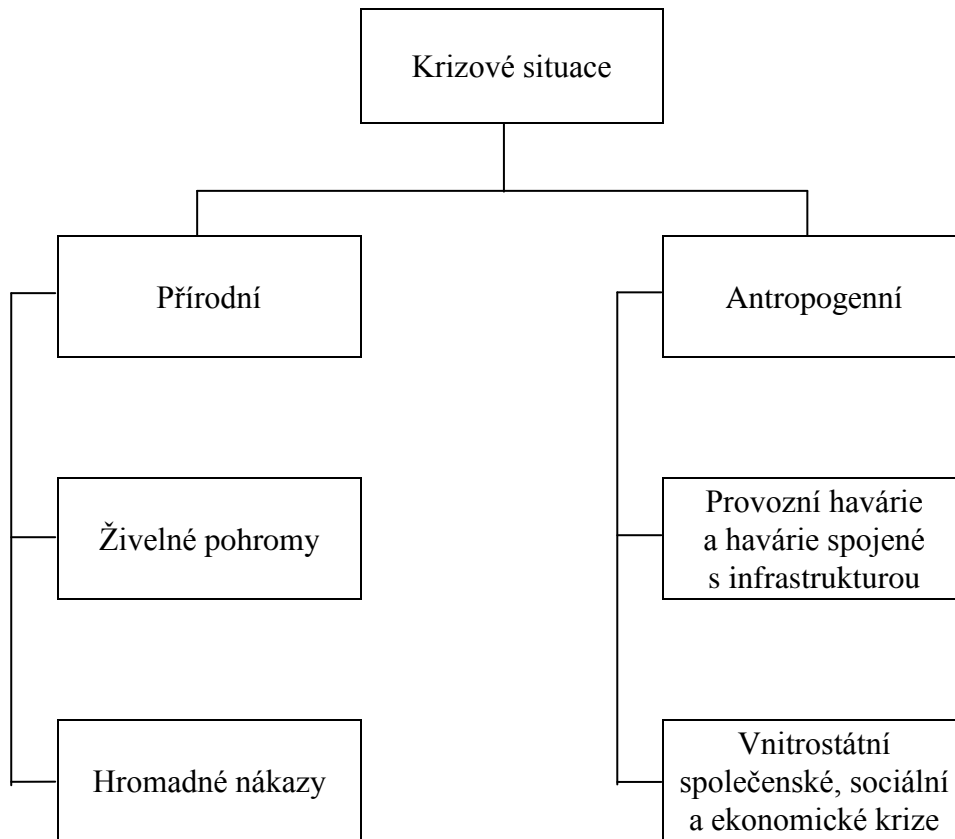 Krizové situace
Přírodní
Antropogenní
Živelné pohromy
Provozní havárie
a havárie spojené
s infrastrukturou
Hromadné nákazy
Vnitrostátní
společenské, sociální
a ekonomické krize